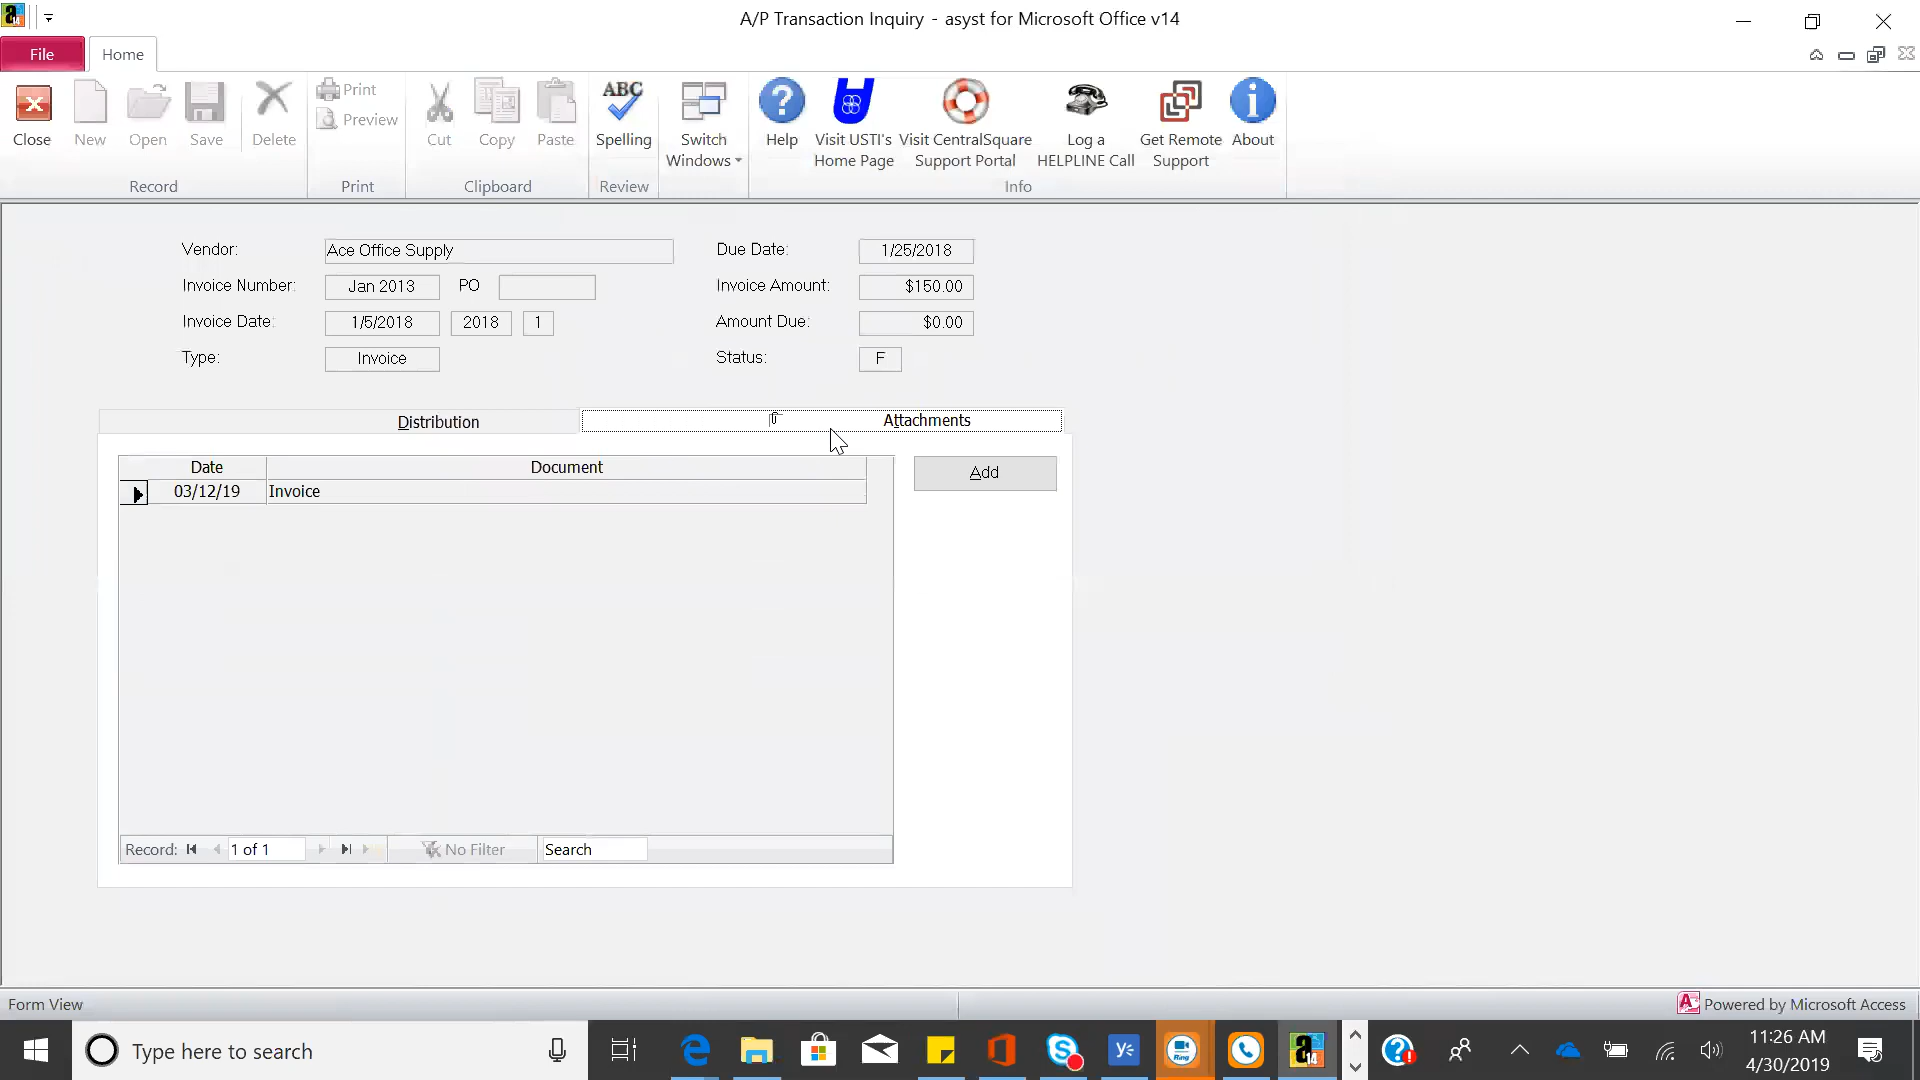 A/P Transaction Inquiry - asyst for Microsoft Office v14
File Home
Close New Open Save Delete Print Preview Cut Copy Paste ABC Spelling Switch Windows Help Visit USTI's Home Page Visit CentralSquare Support Portal Log a HELPLINE Call Get Remote Support About
Record Print Clipboard Review Info
Vendor: Ace Office Supply Due Date: 1/25/2018
Invoice Number: Jan 2013 PO Invoice Amount: $150.00
Invoice Date: 1/5/2018 2018 1 Amount Due: $0.00
Type: Invoice Status: F
Distribution Attachments
Date Document Add
03/12/19 Invoice
Record: 1 of 1 No Filter Search
Form View Powered by Microsoft Access
Type here to search 11:26 AM
4/30/2019